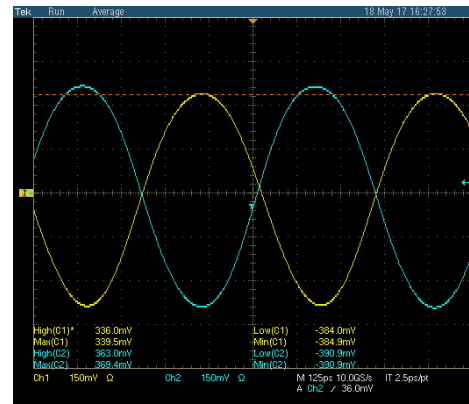 Tek Run Average 18 May 17 16:27:53
High(C1)* 336.0mV Low(C1) -384.0mV
Max(C1) 339.5mV Min(C1) -384.9mV
High(C2) 363.0mV Low(C2) -390.9mV
Max(C2) 369.4mV Min(C2) -390.9mV
Ch1 150mV Ω Ch2 150mV Ω M 125ps 10.0GS/s IT 2.5ps/pt
A Ch2 ∕ 36.0mV